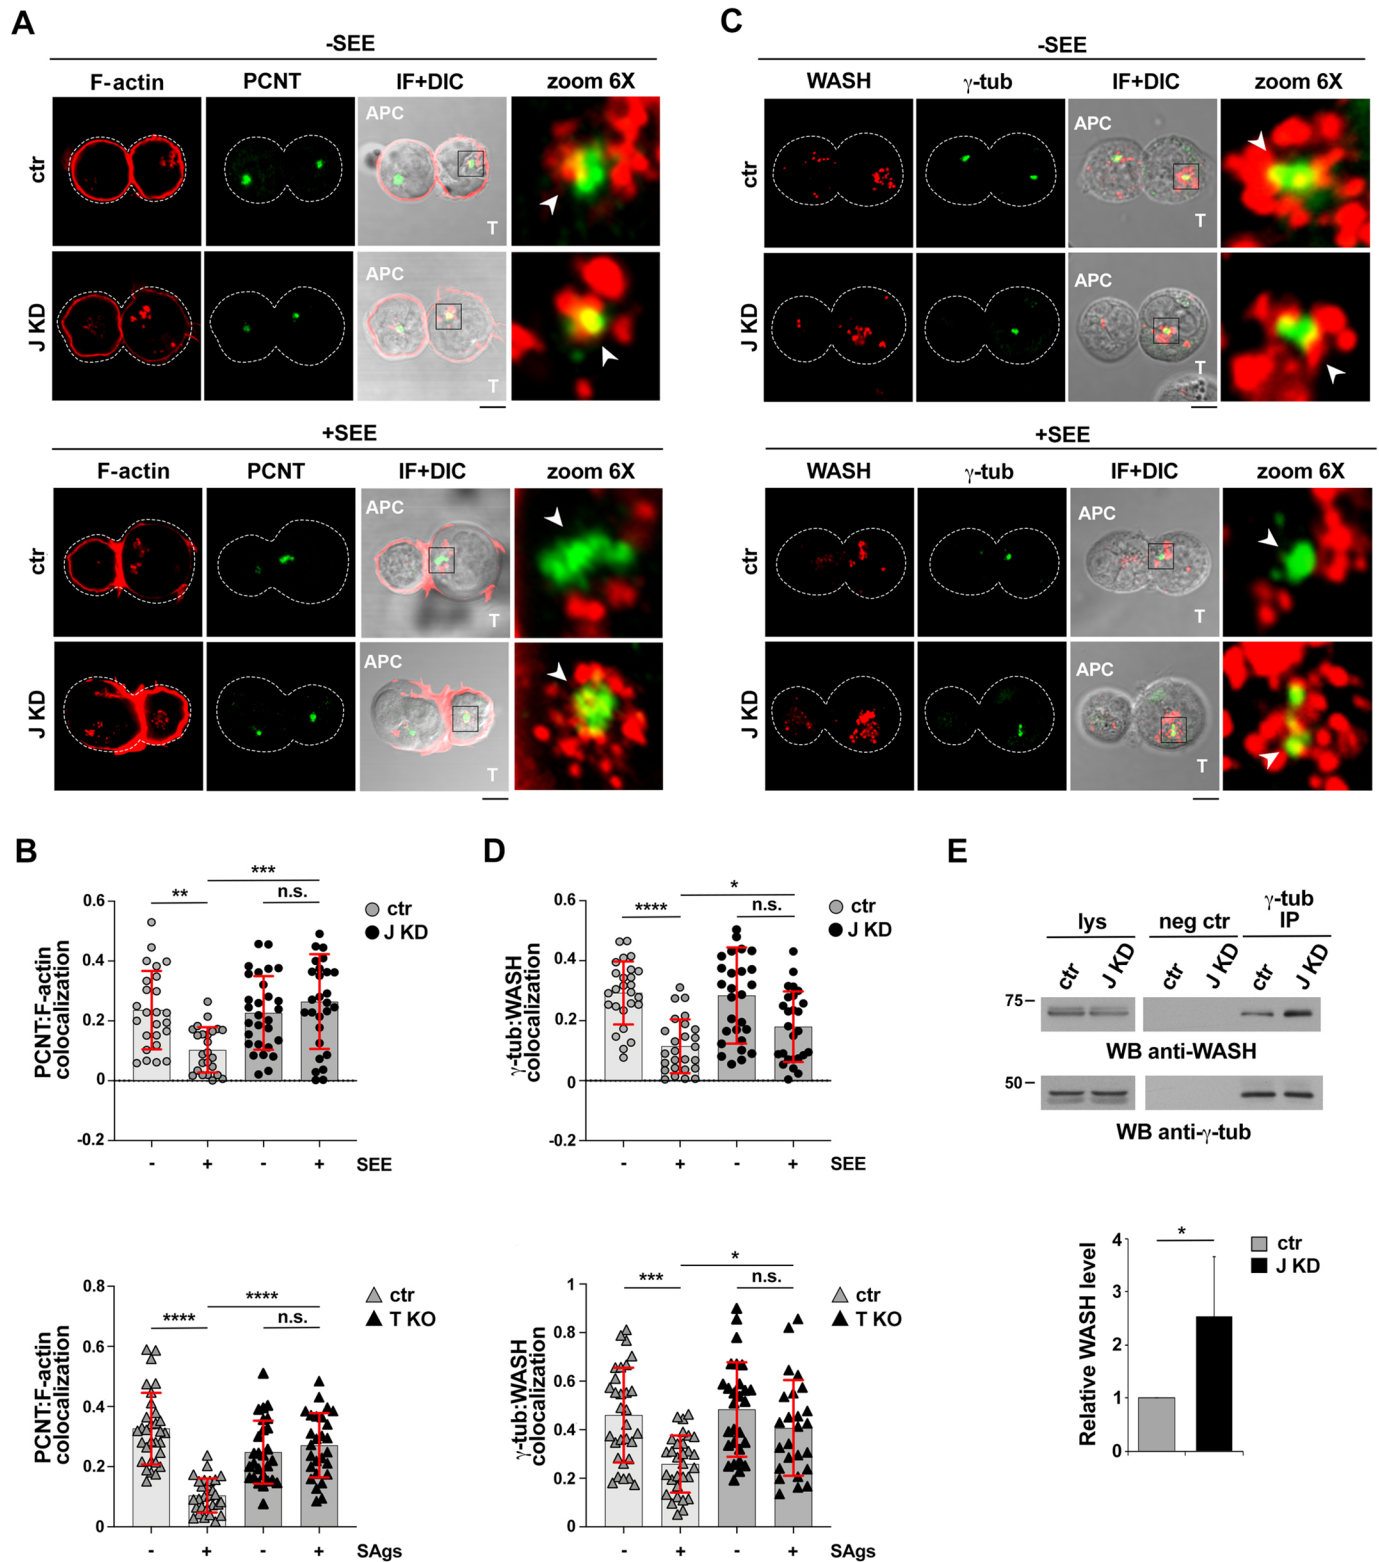 A
-SEE
F-actin PCNT IF+DIC zoom 6X
ctr
APC
T
J KD
APC
T
+SEE
F-actin PCNT IF+DIC zoom 6X
ctr
APC
T
J KD
APC
T
C
-SEE
WASH γ-tub IF+DIC zoom 6X
ctr
APC
T
J KD
APC
T
+SEE
WASH γ-tub IF+DIC zoom 6X
ctr
APC
T
J KD
APC
T
B
PCNT:F-actin
colocalization
0.6
0.4
0.2
0
-0.2
** *** n.s.
ctr
J KD
- + - + SEE
PCNT:F-actin
colocalization
0.8
0.6
0.4
0.2
0
**** **** n.s.
ctr
T KO
- + - + SAgs
D
γ-tub:WASH
colocalization
0.6
0.4
0.2
0
-0.2
**** * n.s.
ctr
J KD
- + - + SEE
γ-tub:WASH
colocalization
1
0.8
0.6
0.4
0.2
0
*** * n.s.
ctr
T KO
- + - + SAgs
E
lys neg ctr γ-tub IP
ctr J KD ctr J KD ctr J KD
75
WB anti-WASH
50
WB anti-γ-tub
Relative WASH level
4
3
2
1
0
*
ctr
J KD